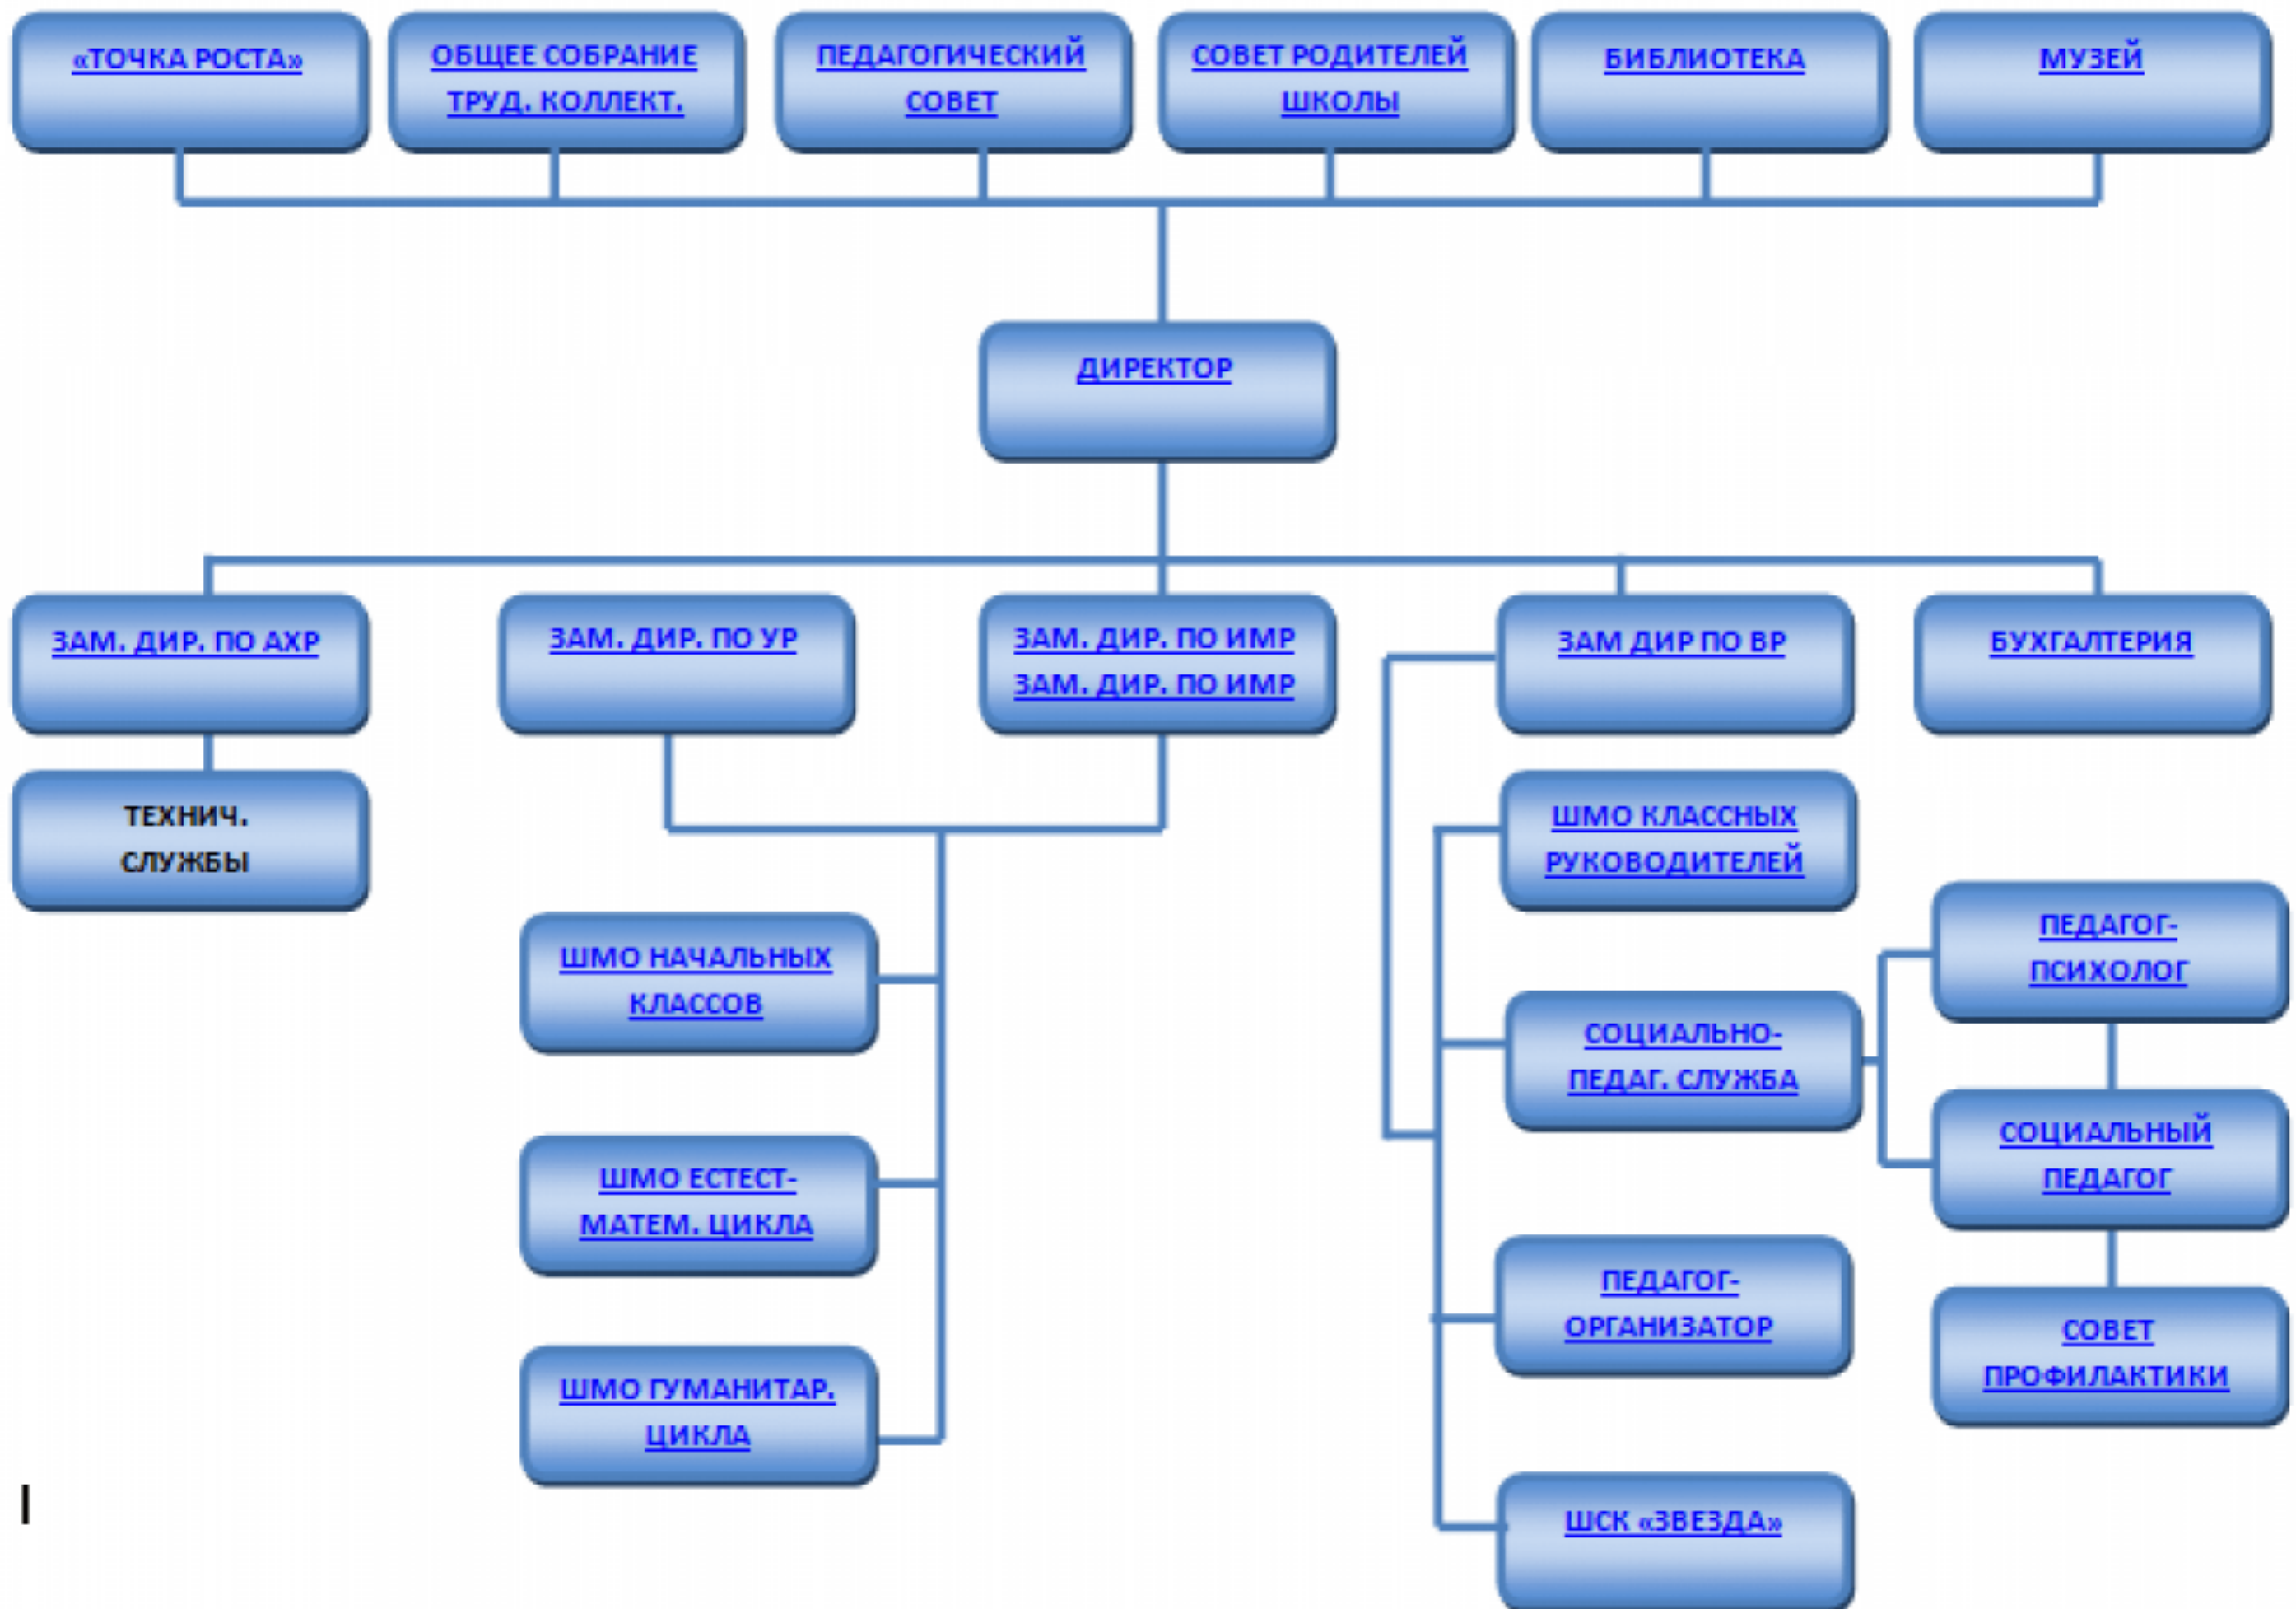 «ТОЧКА РОСТА»
ОБЩЕЕ СОБРАНИЕ
ТРУД. КОЛЛЕКТ.
ПЕДАГОГИЧЕСКИЙ
СОВЕТ
СОВЕТ РОДИТЕЛЕЙ
ШКОЛЫ
БИБЛИОТЕКА
МУЗЕЙ
ДИРЕКТОР
ЗАМ. ДИР. ПО АХР
ЗАМ. ДИР. ПО УР
ЗАМ. ДИР. ПО ИМР
ЗАМ. ДИР. ПО ИМР
ЗАМ ДИР ПО ВР
БУХГАЛТЕРИЯ
ТЕХНИЧ.
СЛУЖБЫ
ШМО КЛАССНЫХ
РУКОВОДИТЕЛЕЙ
ШМО НАЧАЛЬНЫХ
КЛАССОВ
СОЦИАЛЬНО-
ПЕДАГ. СЛУЖБА
ПЕДАГОГ-
ПСИХОЛОГ
СОЦИАЛЬНЫЙ
ПЕДАГОГ
ШМО ЕСТЕСТ-
МАТЕМ. ЦИКЛА
ПЕДАГОГ-
ОРГАНИЗАТОР
СОВЕТ
ПРОФИЛАКТИКИ
ШМО ГУМАНИТАР.
ЦИКЛА
ШСК «ЗВЕЗДА»